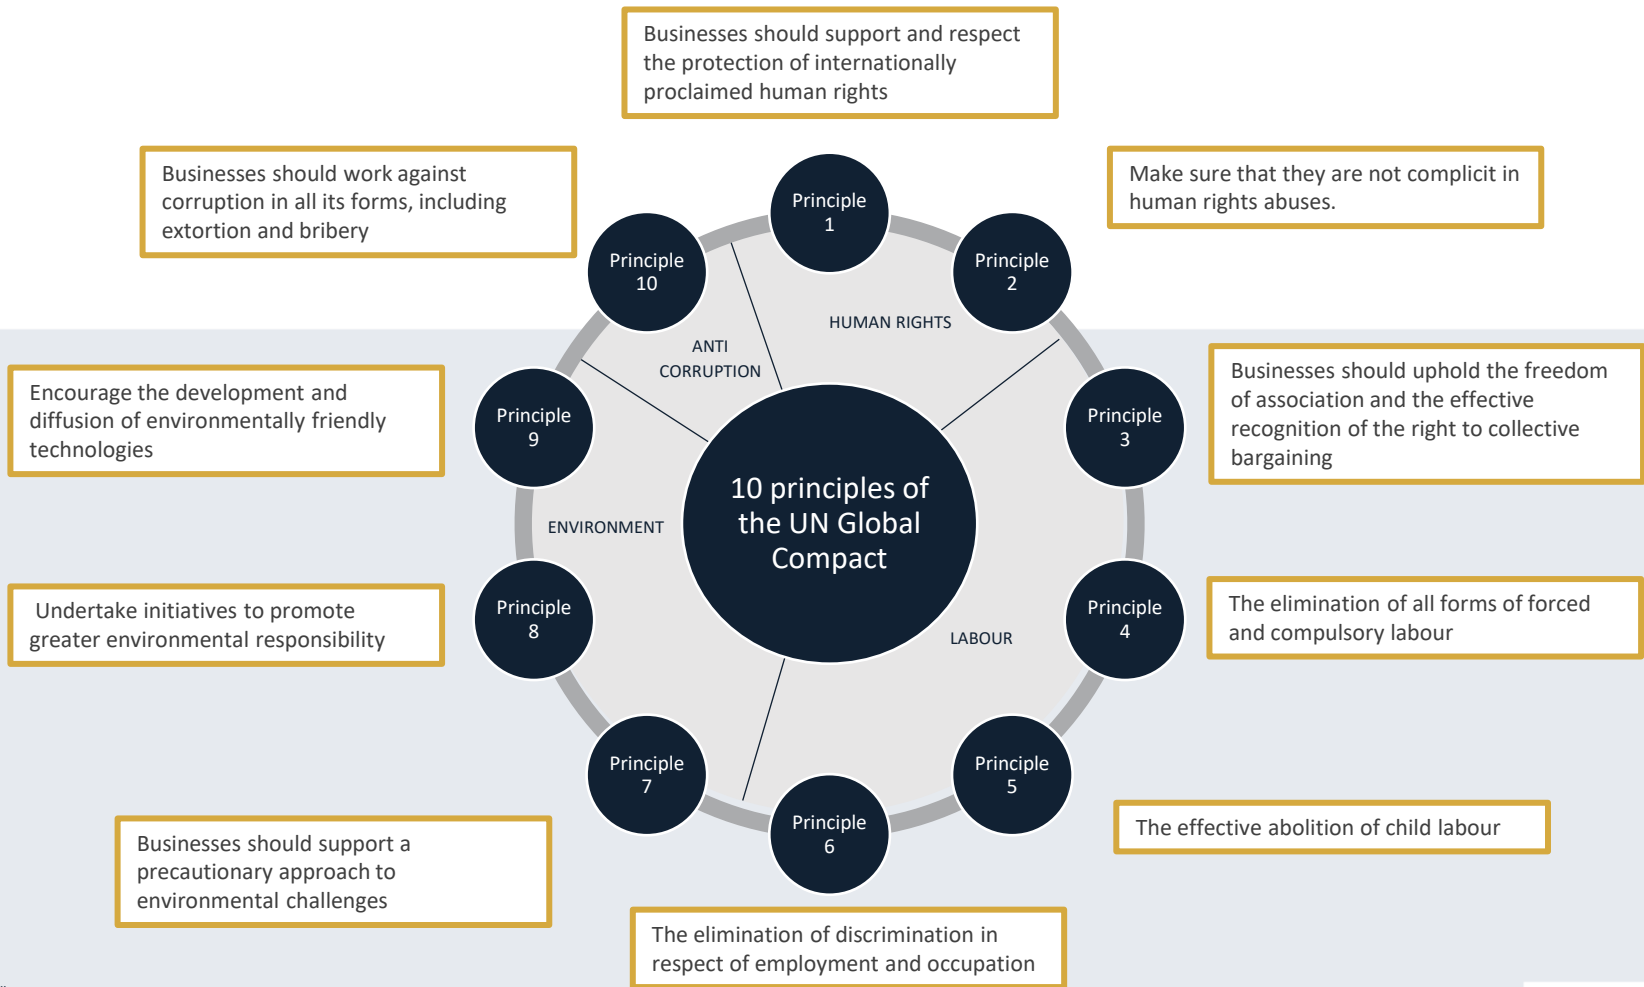 Businesses should support and respect
the protection of internationally
proclaimed human rights
Businesses should work against
corruption in all its forms, including
extortion and bribery
Make sure that they are not complicit in
human rights abuses.
Principle
1
Principle
10
Principle
2
HUMAN RIGHTS
ANTI
CORRUPTION
Encourage the development and
diffusion of environmentally friendly
technologies
Principle
9
Principle
3
Businesses should uphold the freedom
of association and the effective
recognition of the right to collective
bargaining
10 principles of
the UN Global
Compact
ENVIRONMENT
Undertake initiatives to promote
greater environmental responsibility
Principle
8
LABOUR
Principle
4
The elimination of all forms of forced
and compulsory labour
Principle
7
Principle
5
Businesses should support a
precautionary approach to
environmental challenges
Principle
6
The effective abolition of child labour
The elimination of discrimination in
respect of employment and occupation